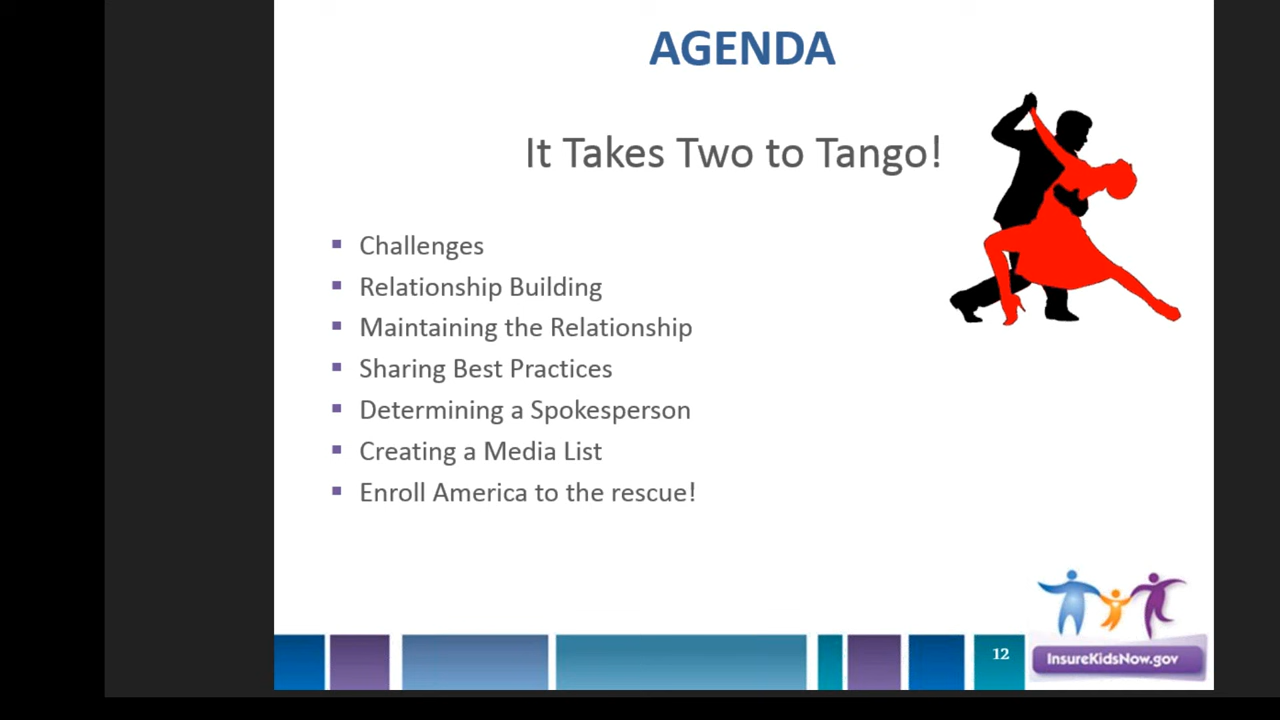 AGENDA
It Takes Two to Tango!
Challenges
Relationship Building
Maintaining the Relationship
Sharing Best Practices
Determining a Spokesperson
Creating a Media List
Enroll America to the rescue!
12
InsureKidsNow.gov